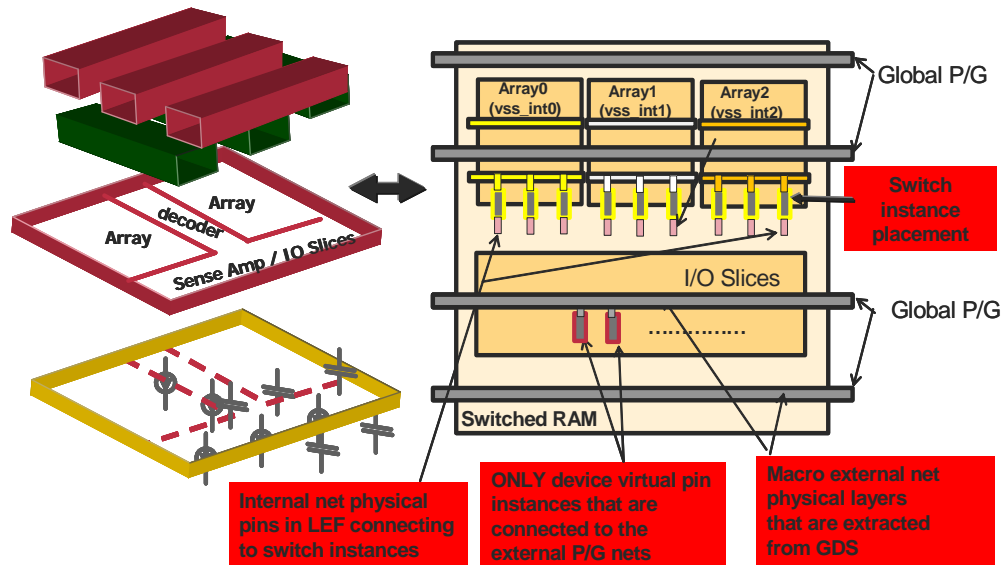 Array
decoder
Array
Sense Amp / IO Slices
Array0
(vss_int0)
Array1
(vss_int1)
Array2
(vss_int2)
Global P/G
Switch
instance
placement
I/O Slices
Global P/G
Switched RAM
Internal net physical
pins in LEF connecting
to switch instances
ONLY device virtual pin
instances that are
connected to the
external P/G nets
Macro external net
physical layers
that are extracted
from GDS